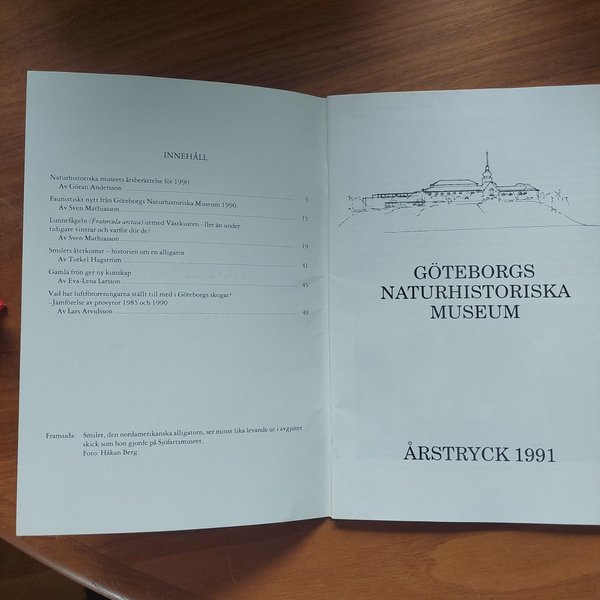 INNEHÅLL
Naturhistoriska museets årsberättelse för 1990.
Av Göran Andersson 3
Faunistiskt nytt från Göteborgs Naturhistoriska Museum 1990.
Av Sven Mathiasson 15
Lunnefågeln (Fratercula arctica) utmed Västkusten - fler än under
tidigare vintrar och varför dör de?
Av Sven Mathiasson 19
Smilets återkomst – historien om en alligator
Av Torkel Hagström 41
Gamla frön get ny kunskap
Av Eva-Lena Larsson 45
Vad har luftföroreningarna ställt till med i Göteborgs skogar?
– Jämförelse av provytor 1985 och 1990
Av Lars Arvidsson 49
Framsida: Smilet, den nordamerikanska alligatorn, ser minst lika levande ut i avgjutet
skick som hon gjorde på Sjöfartsmuseet.
Foto: Håkan Berg.
GÖTEBORGS
NATURHISTORISKA
MUSEUM
ÅRSTRYCK 1991